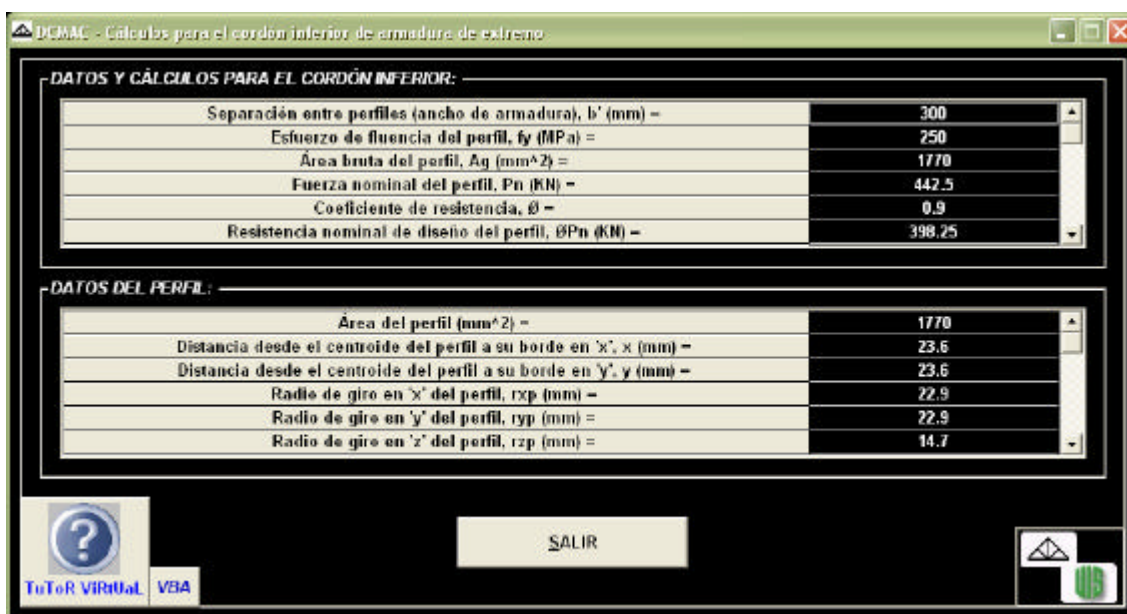 DCMAC - Cálculos para el cordón inferior de armadura de extremo
DATOS Y CÁLCULOS PARA EL CORDÓN INFERIOR:
Separación entre perfiles (ancho de armadura), b' (mm) = 300
Esfuerzo de fluencia del perfil, fy (MPa) = 250
Área bruta del perfil, Ag (mm^2) = 1770
Fuerza nominal del perfil, Pn (KN) = 442.5
Coeficiente de resistencia, Ø = 0.9
Resistencia nominal de diseño del perfil, ØPn (KN) = 398.25
DATOS DEL PERFIL:
Área del perfil (mm^2) = 1770
Distancia desde el centroide del perfil a su borde en 'x', x (mm) = 23.6
Distancia desde el centroide del perfil a su borde en 'y', y (mm) = 23.6
Radio de giro en 'x' del perfil, rxp (mm) = 22.9
Radio de giro en 'y' del perfil, ryp (mm) = 22.9
Radio de giro en 'z' del perfil, rzp (mm) = 14.7
?
TuToR ViRtUaL
VBA
SALIR
UIS